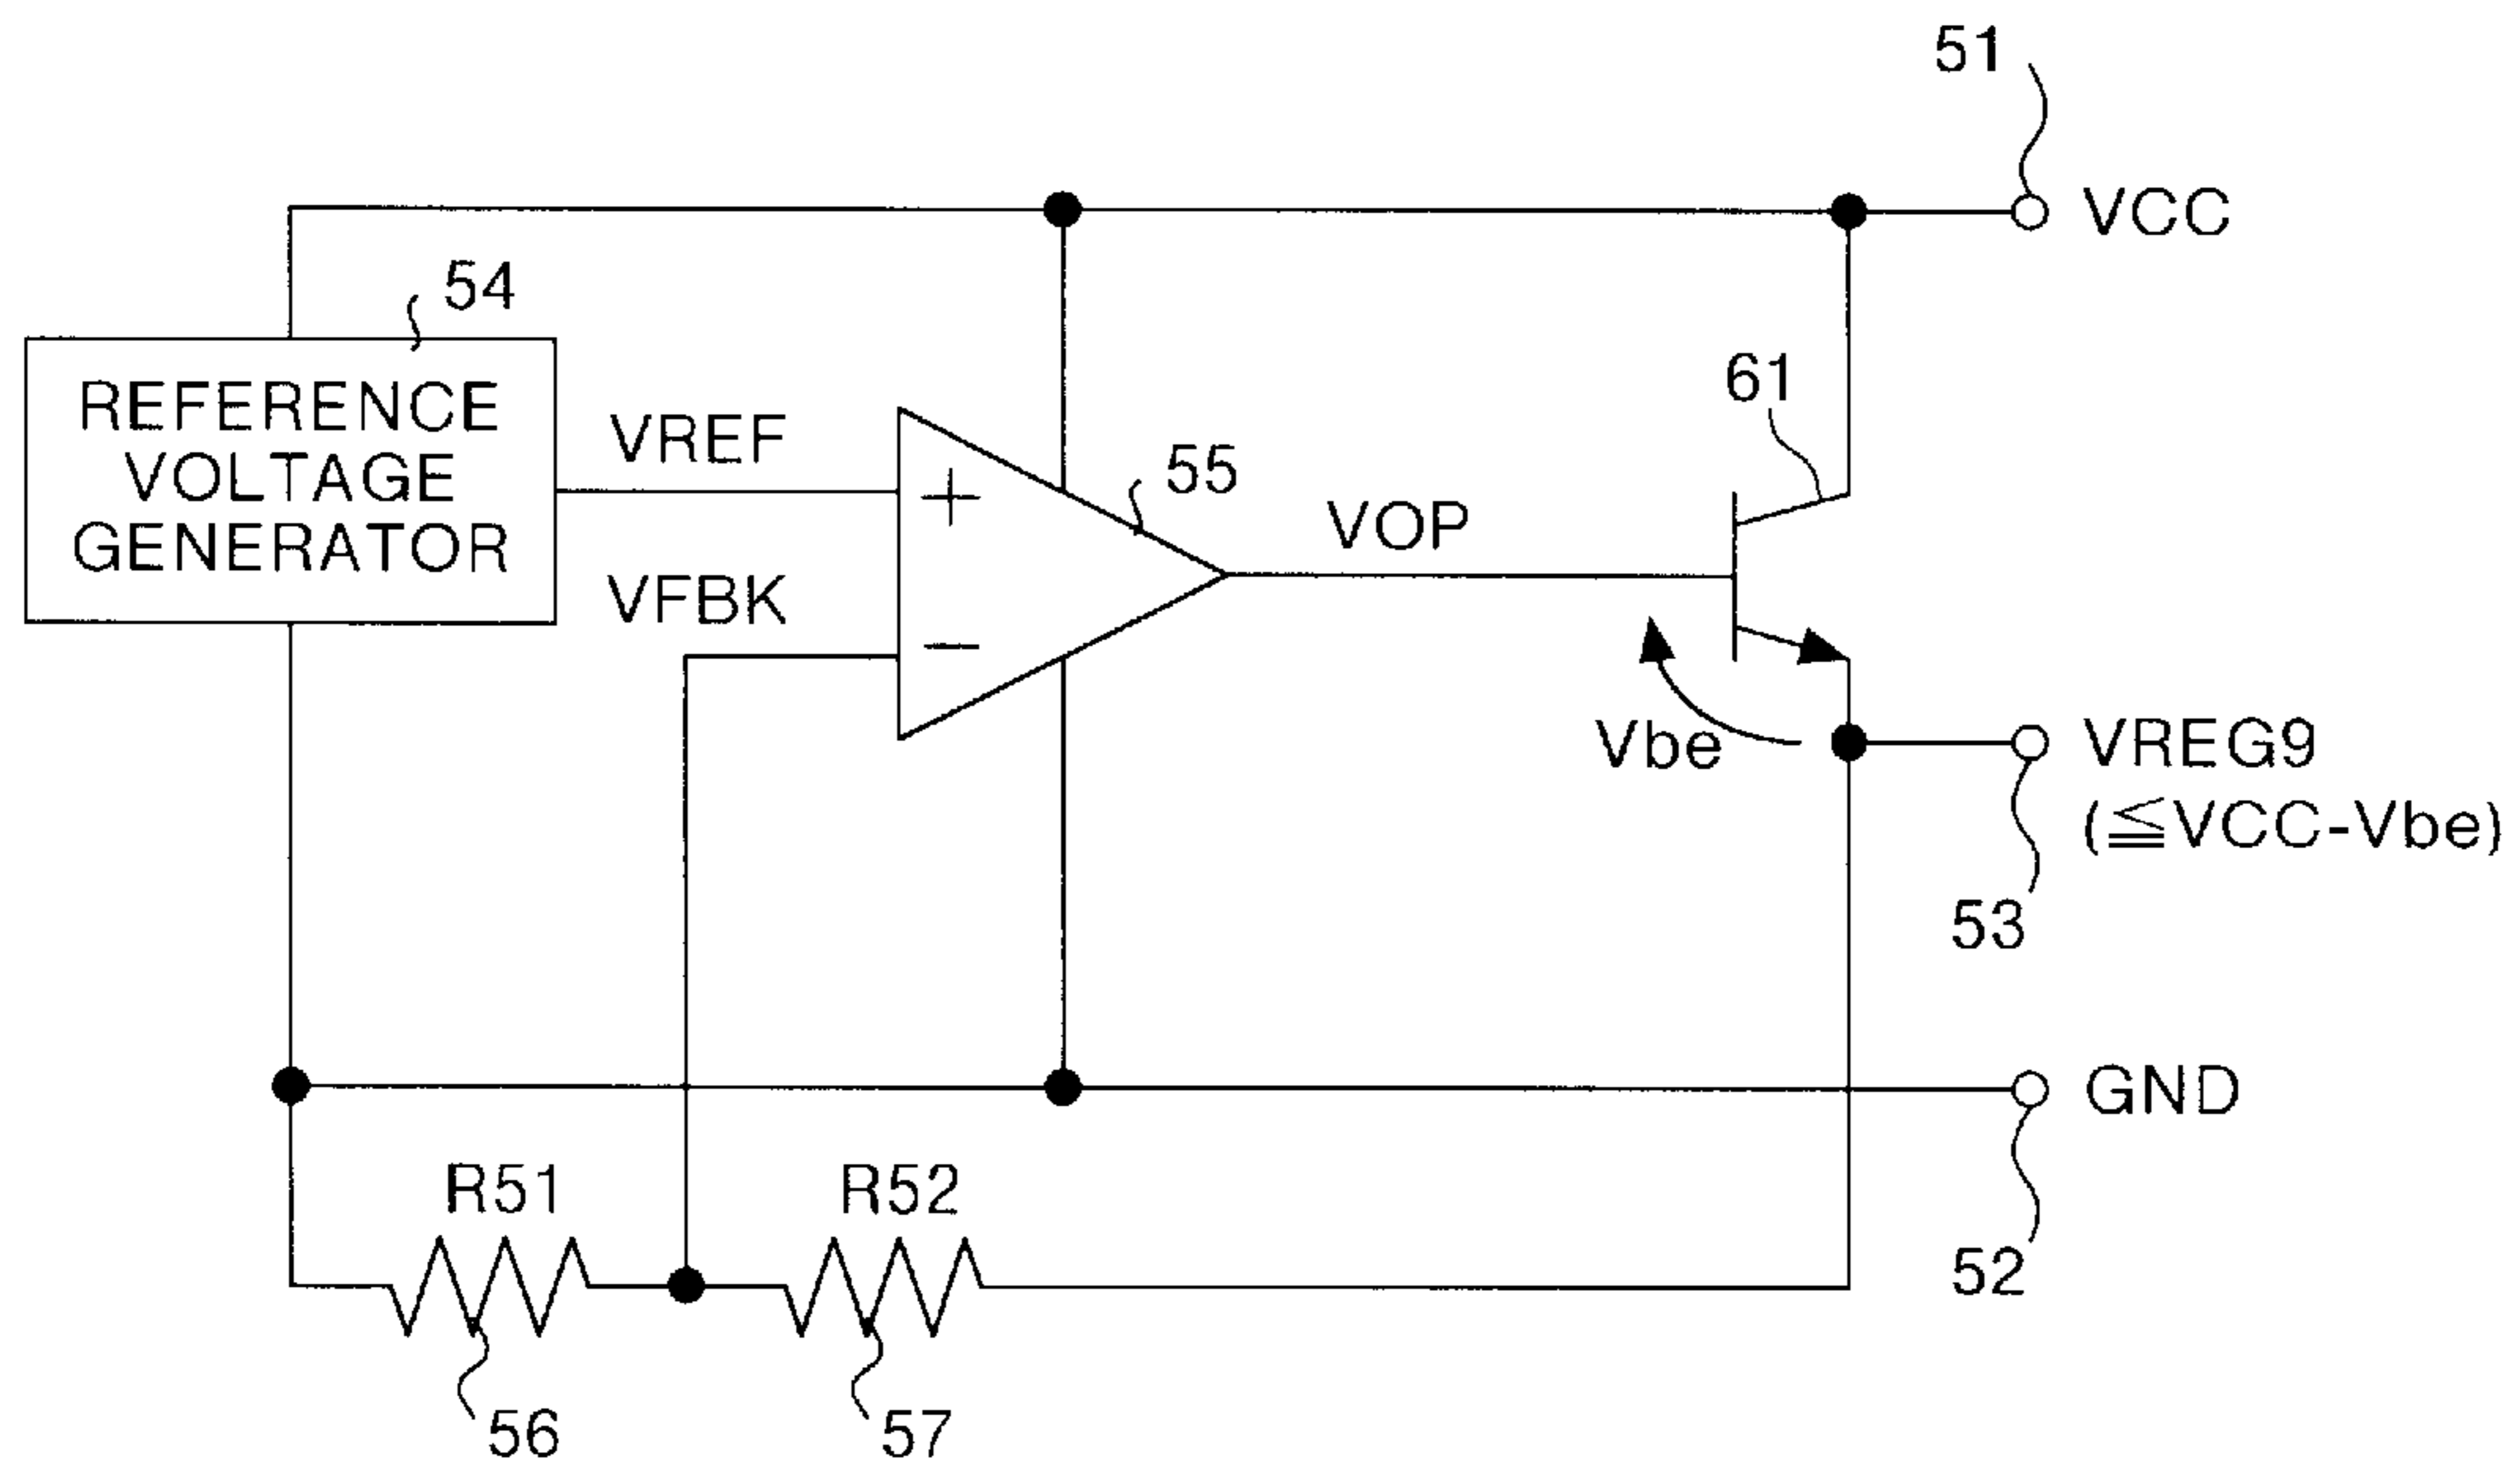 51
VCC
54
REFERENCE
VOLTAGE
GENERATOR
VREF
+
55
VFBK
−
VOP
61
Vbe
VREG9
(≦VCC-Vbe)
53
GND
52
R51
R52
56
57